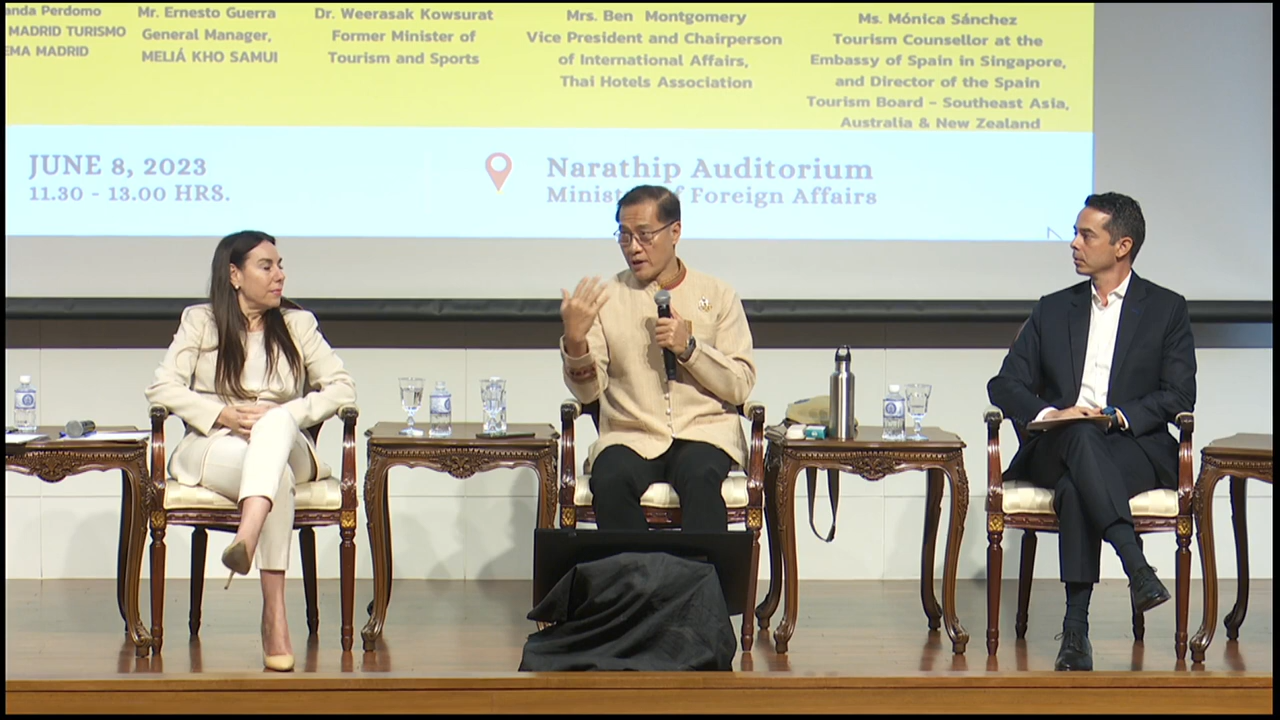 anda Perdomo
MADRID TURISMO
EMA MADRID
Mr. Ernesto Guerra
General Manager,
MELIÁ KHO SAMUI
Dr. Weerasak Kowsurat
Former Minister of
Tourism and Sports
Mrs. Ben Montgomery
Vice President and Chairperson
of International Affairs,
Thai Hotels Association
Ms. Mónica Sánchez
Tourism Counsellor at the
Embassy of Spain in Singapore,
and Director of the Spain
Tourism Board - Southeast Asia,
Australia & New Zealand
JUNE 8, 2023
11.30 - 13.00 HRS.
Narathip Auditorium
Minist of Foreign Affairs